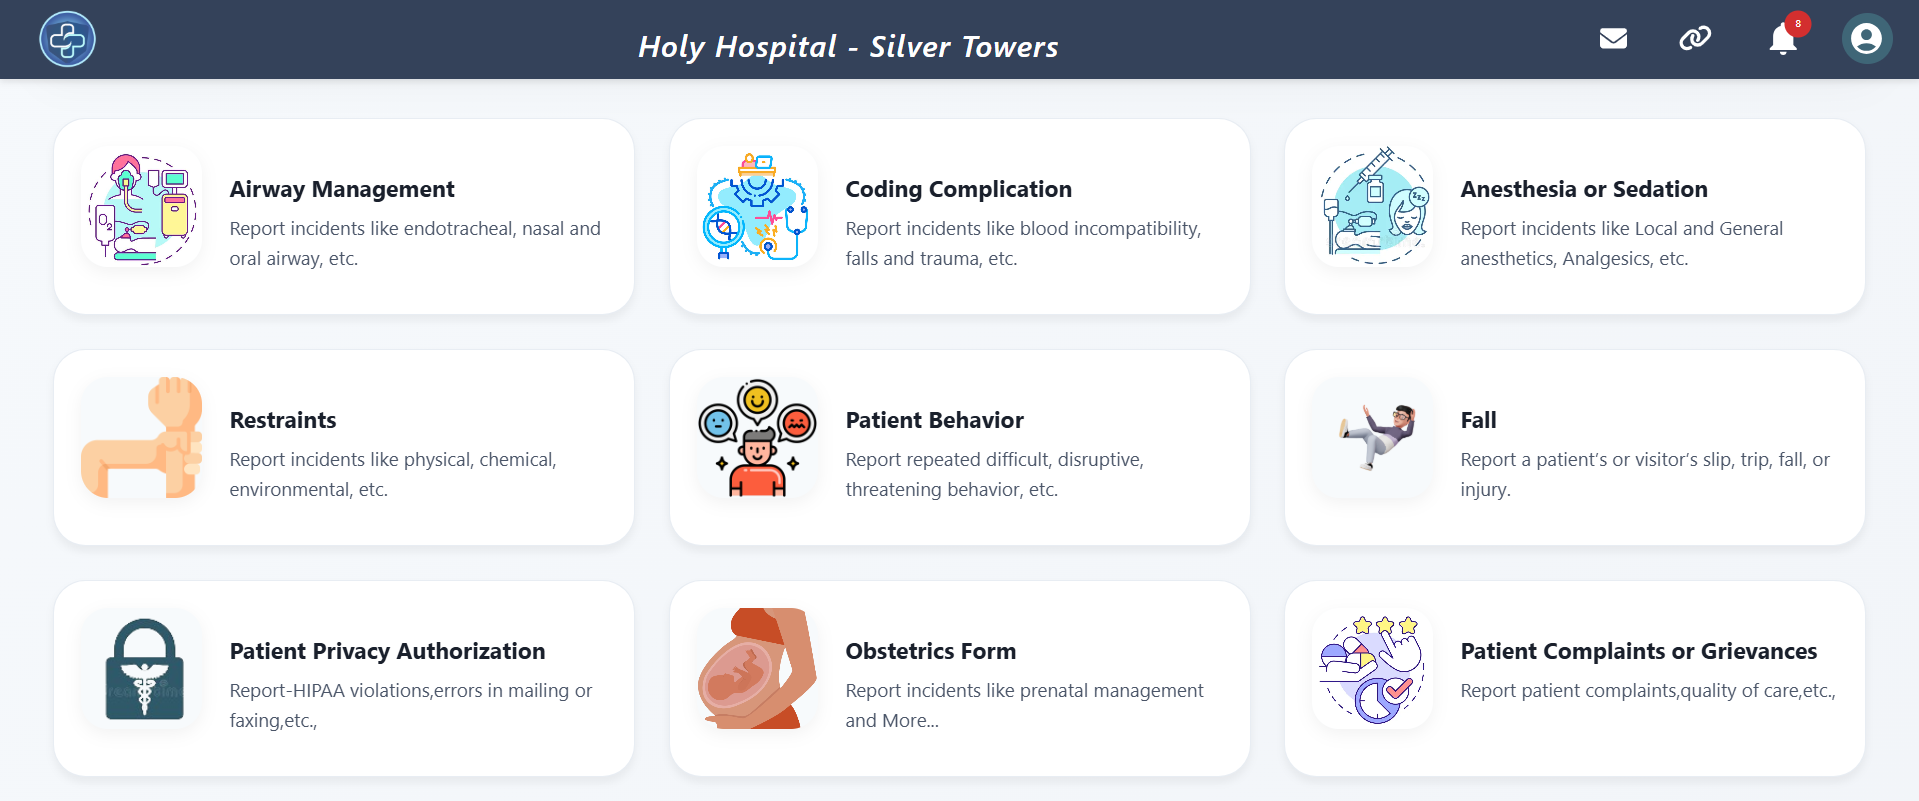 Holy Hospital - Silver Towers
8
Airway Management
Report incidents like endotracheal, nasal and
oral airway, etc.
Coding Complication
Report incidents like blood incompatibility,
falls and trauma, etc.
Anesthesia or Sedation
Report incidents like Local and General
anesthetics, Analgesics, etc.
Restraints
Report incidents like physical, chemical,
environmental, etc.
Patient Behavior
Report repeated difficult, disruptive,
threatening behavior, etc.
Fall
Report a patient’s or visitor’s slip, trip, fall, or
injury.
Patient Privacy Authorization
Report-HIPAA violations,errors in mailing or
faxing,etc.,
Obstetrics Form
Report incidents like prenatal management
and More...
Patient Complaints or Grievances
Report patient complaints,quality of care,etc.,
O2
zzz